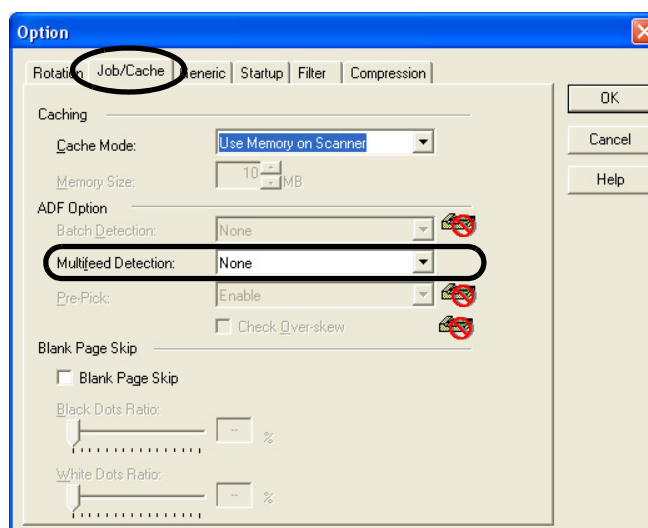 Option
Rotation Job/Cache Generic Startup Filter Compression
OK
Caching
Cache Mode: Use Memory on Scanner
Cancel
Memory Size: 10 MB
Help
ADF Option
Batch Detection: None
Multifeed Detection: None
Pre-Pick: Enable
Check Over-skew
Blank Page Skip
Blank Page Skip
Black Dots Ratio:
-- %
White Dots Ratio:
-- %